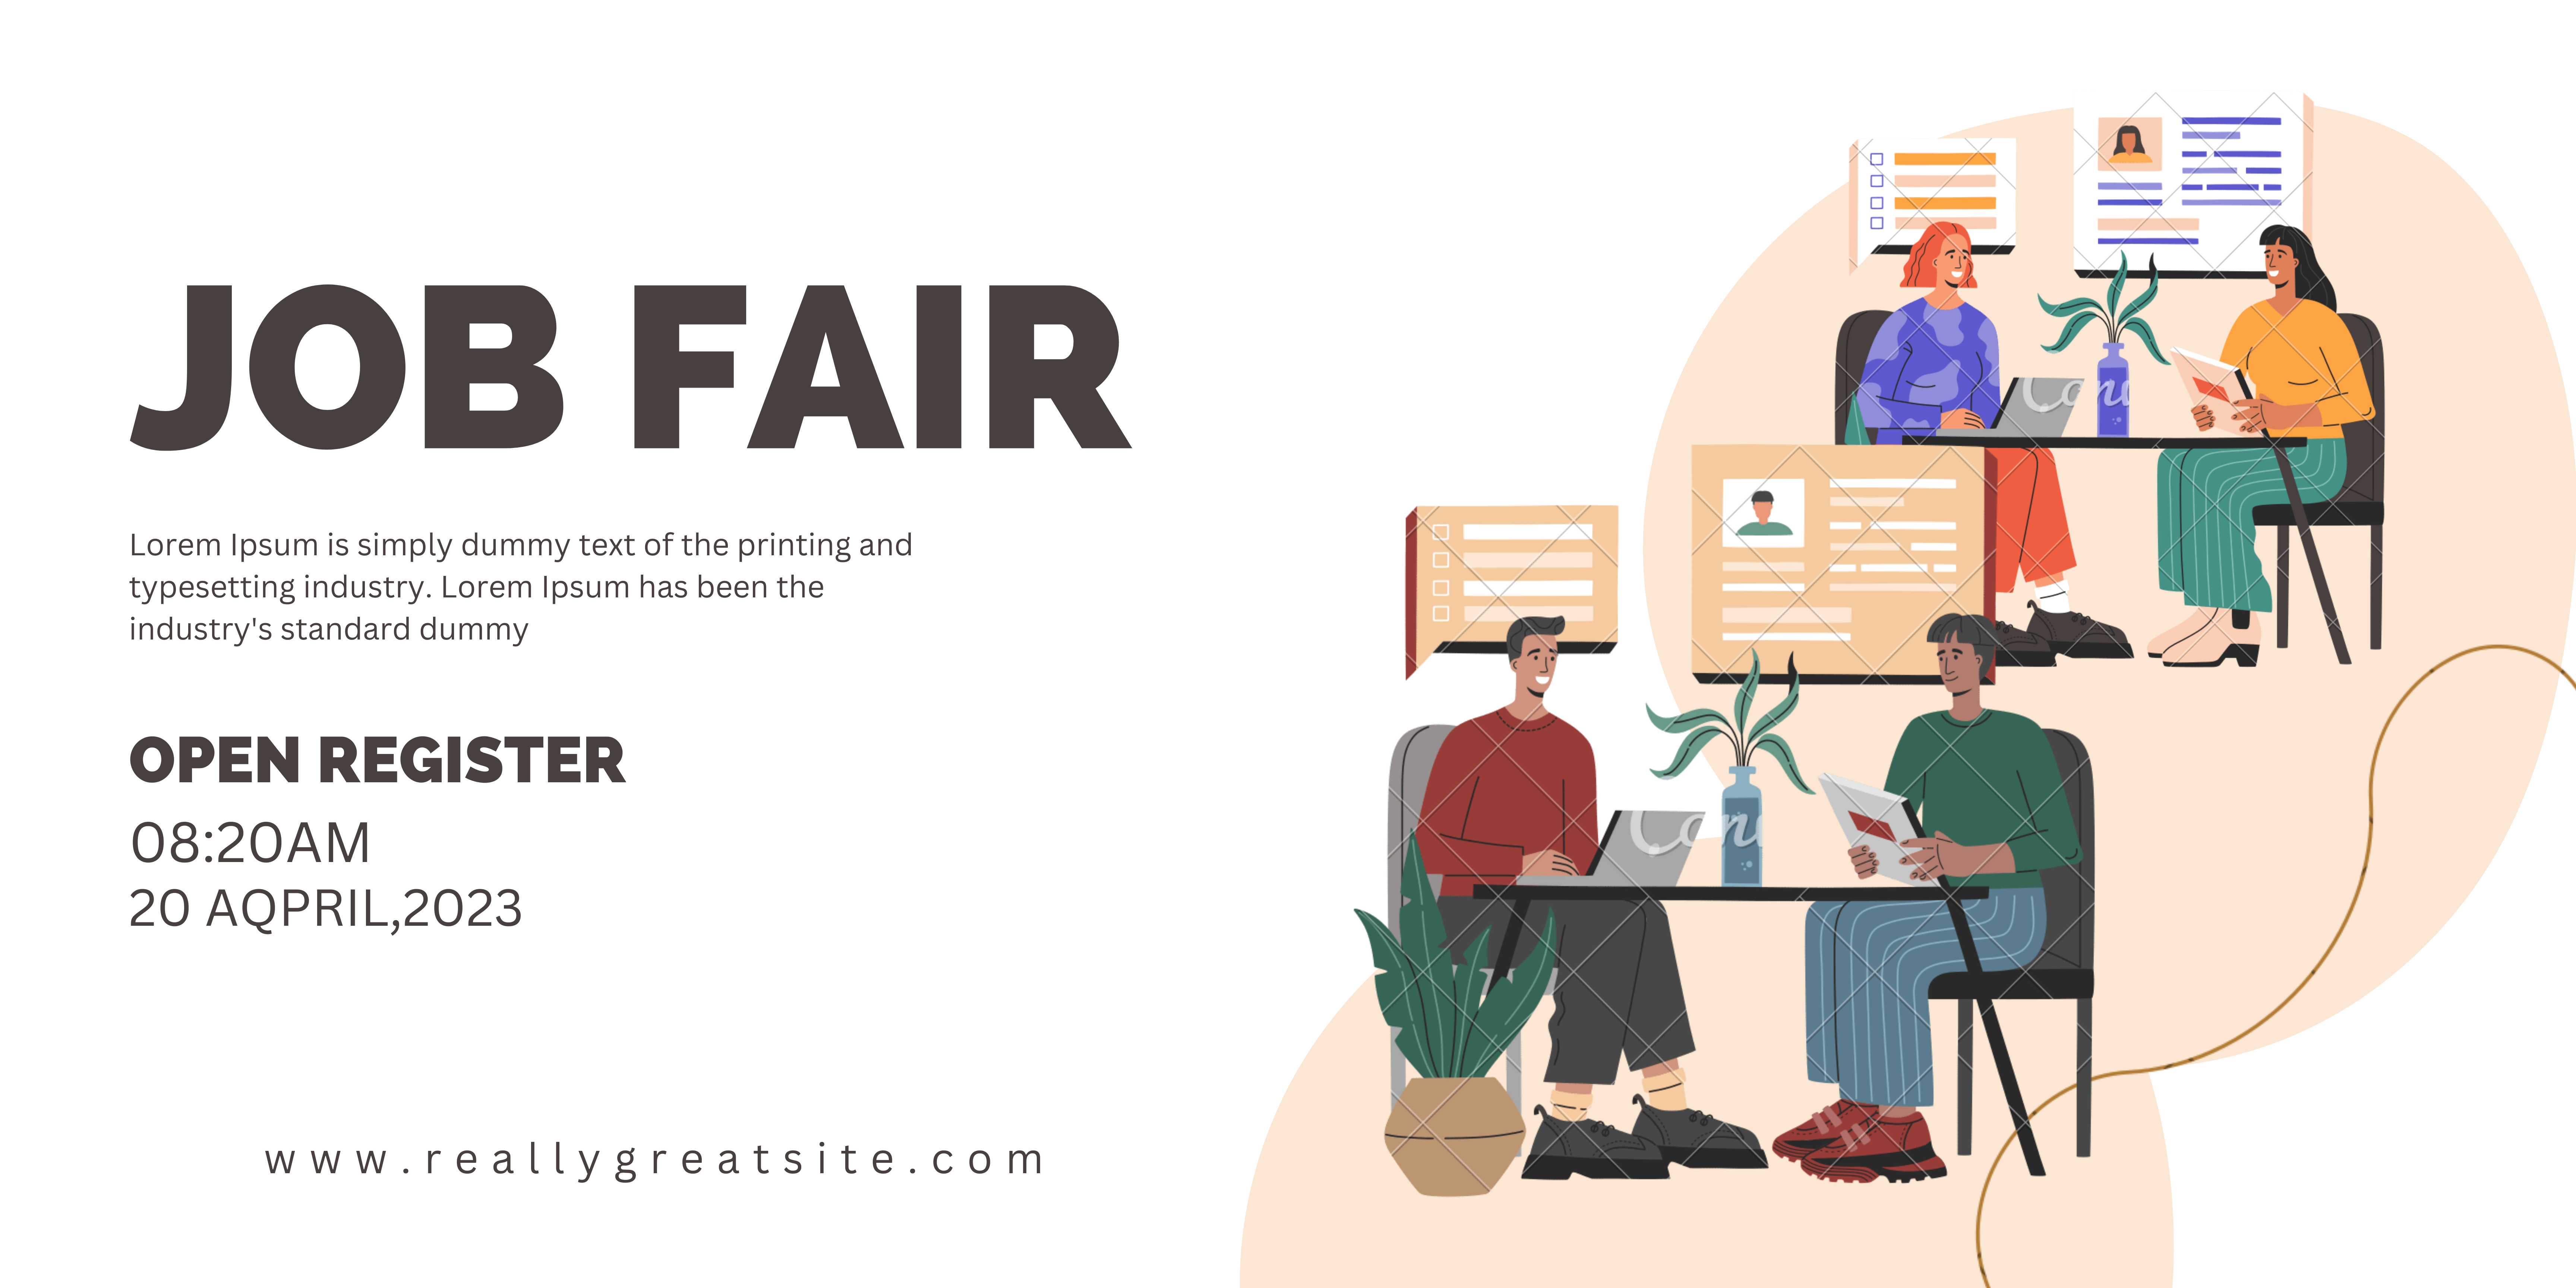 JOB FAIR
Lorem Ipsum is simply dummy text of the printing and
typesetting industry. Lorem Ipsum has been the
industry's standard dummy
OPEN REGISTER
08:20AM
20 AQPRIL,2023
www.reallygreatsite.com